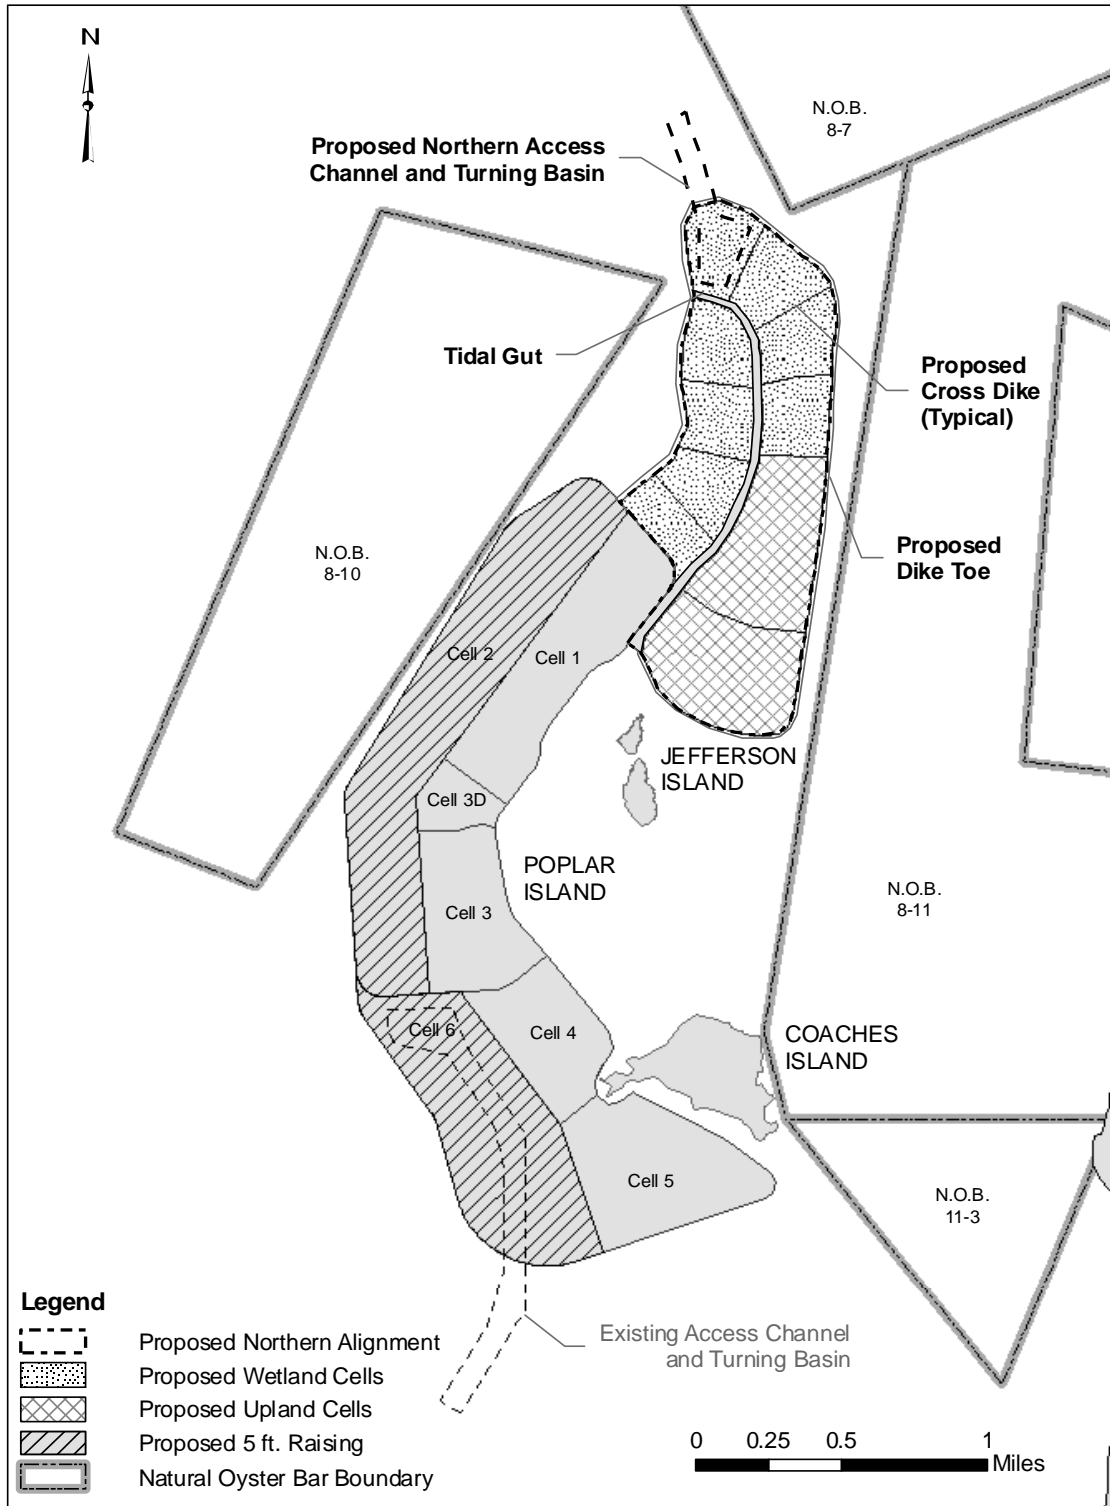 N
N.O.B.
8-7
Proposed Northern Access
Channel and Turning Basin
Tidal Gut
Proposed
Cross Dike
(Typical)
N.O.B.
8-10
Proposed
Dike Toe
Cell 2
Cell 1
JEFFERSON
ISLAND
Cell 3D
POPLAR
ISLAND
Cell 3
N.O.B.
8-11
Cell 6
Cell 4
COACHES
ISLAND
Cell 5
N.O.B.
11-3
Existing Access Channel
and Turning Basin
Legend
Proposed Northern Alignment
Proposed Wetland Cells
Proposed Upland Cells
Proposed 5 ft. Raising
Natural Oyster Bar Boundary
0 0.25 0.5 1
Miles